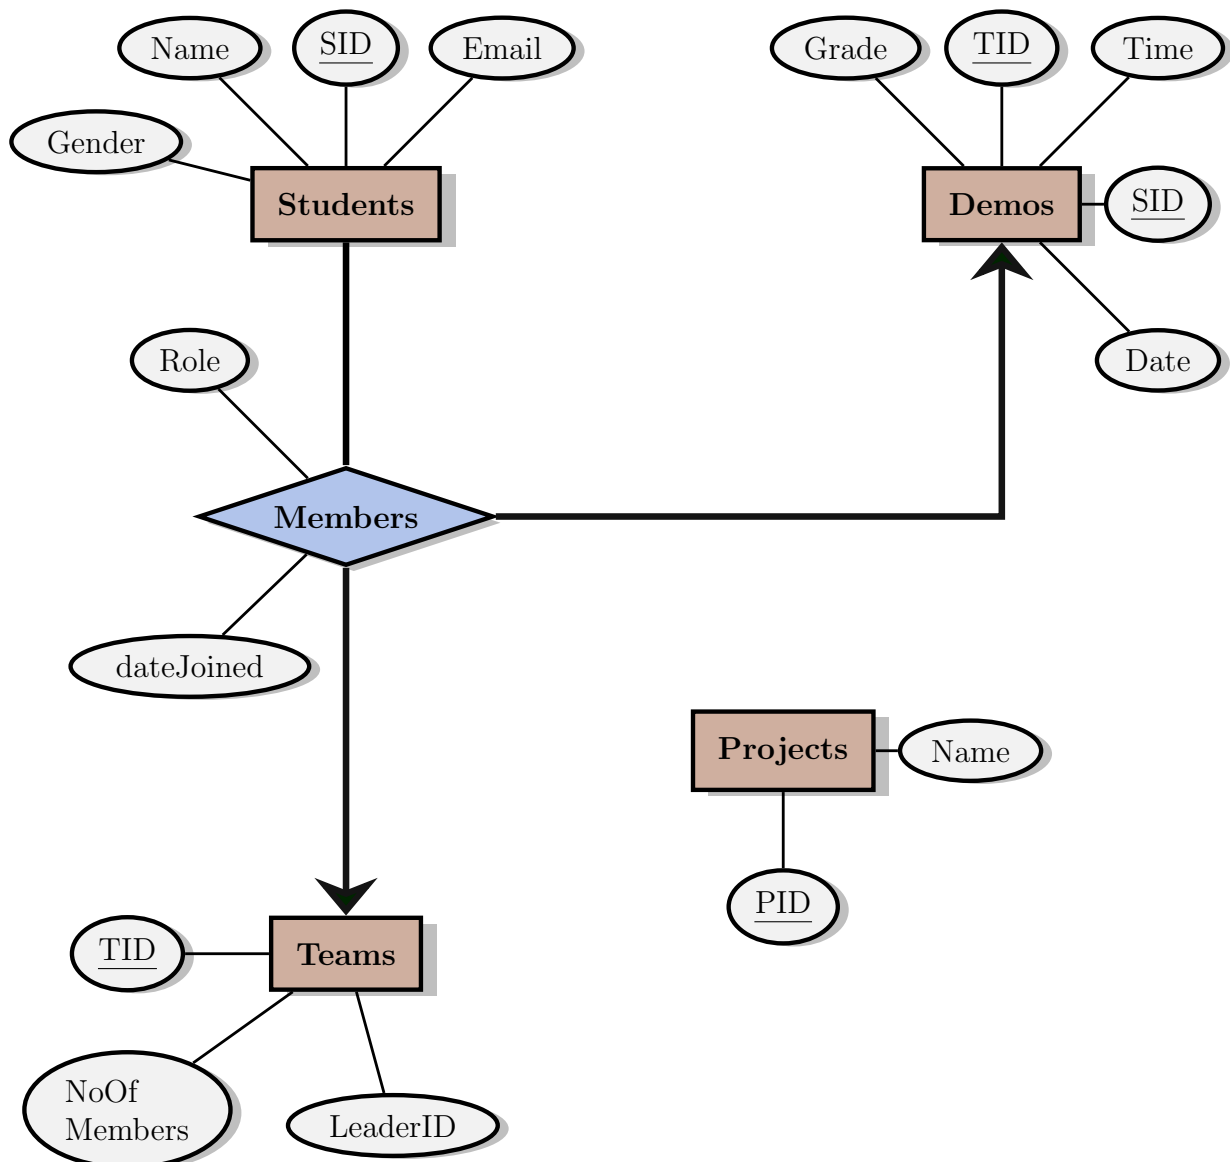 Name
SID
Email
Grade
TID
Time
Gender
Students
Demos
SID
Role
Date
Members
dateJoined
Projects
Name
PID
TID
Teams
NoOf
Members
LeaderID